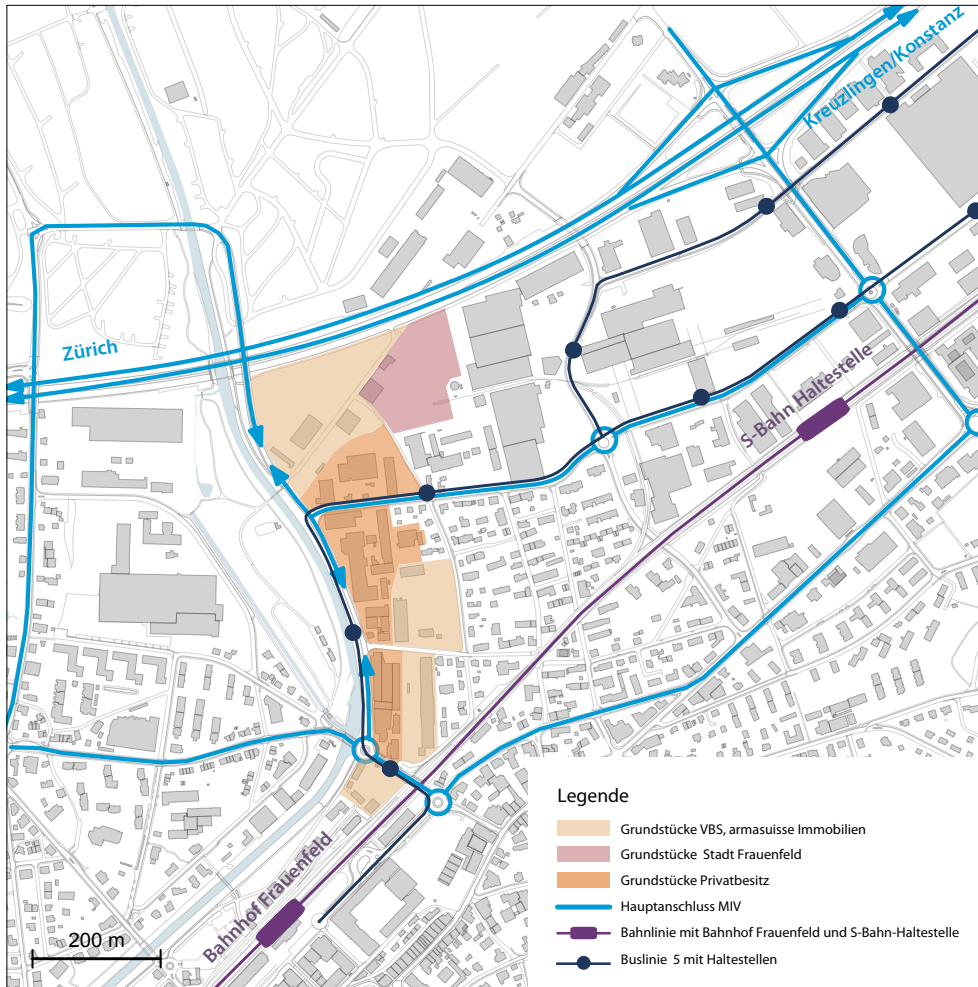 Kreuzlingen/Konstanz
Zürich
S-Bahn Haltestelle
Bahnhof Frauenfeld
200 m
Legende
Grundstücke VBS, armasuisse Immobilien
Grundstücke Stadt Frauenfeld
Grundstücke Privatbesitz
Hauptanschluss MIV
Bahnlinie mit Bahnhof Frauenfeld und S-Bahn-Haltestelle
Buslinie 5 mit Haltestellen